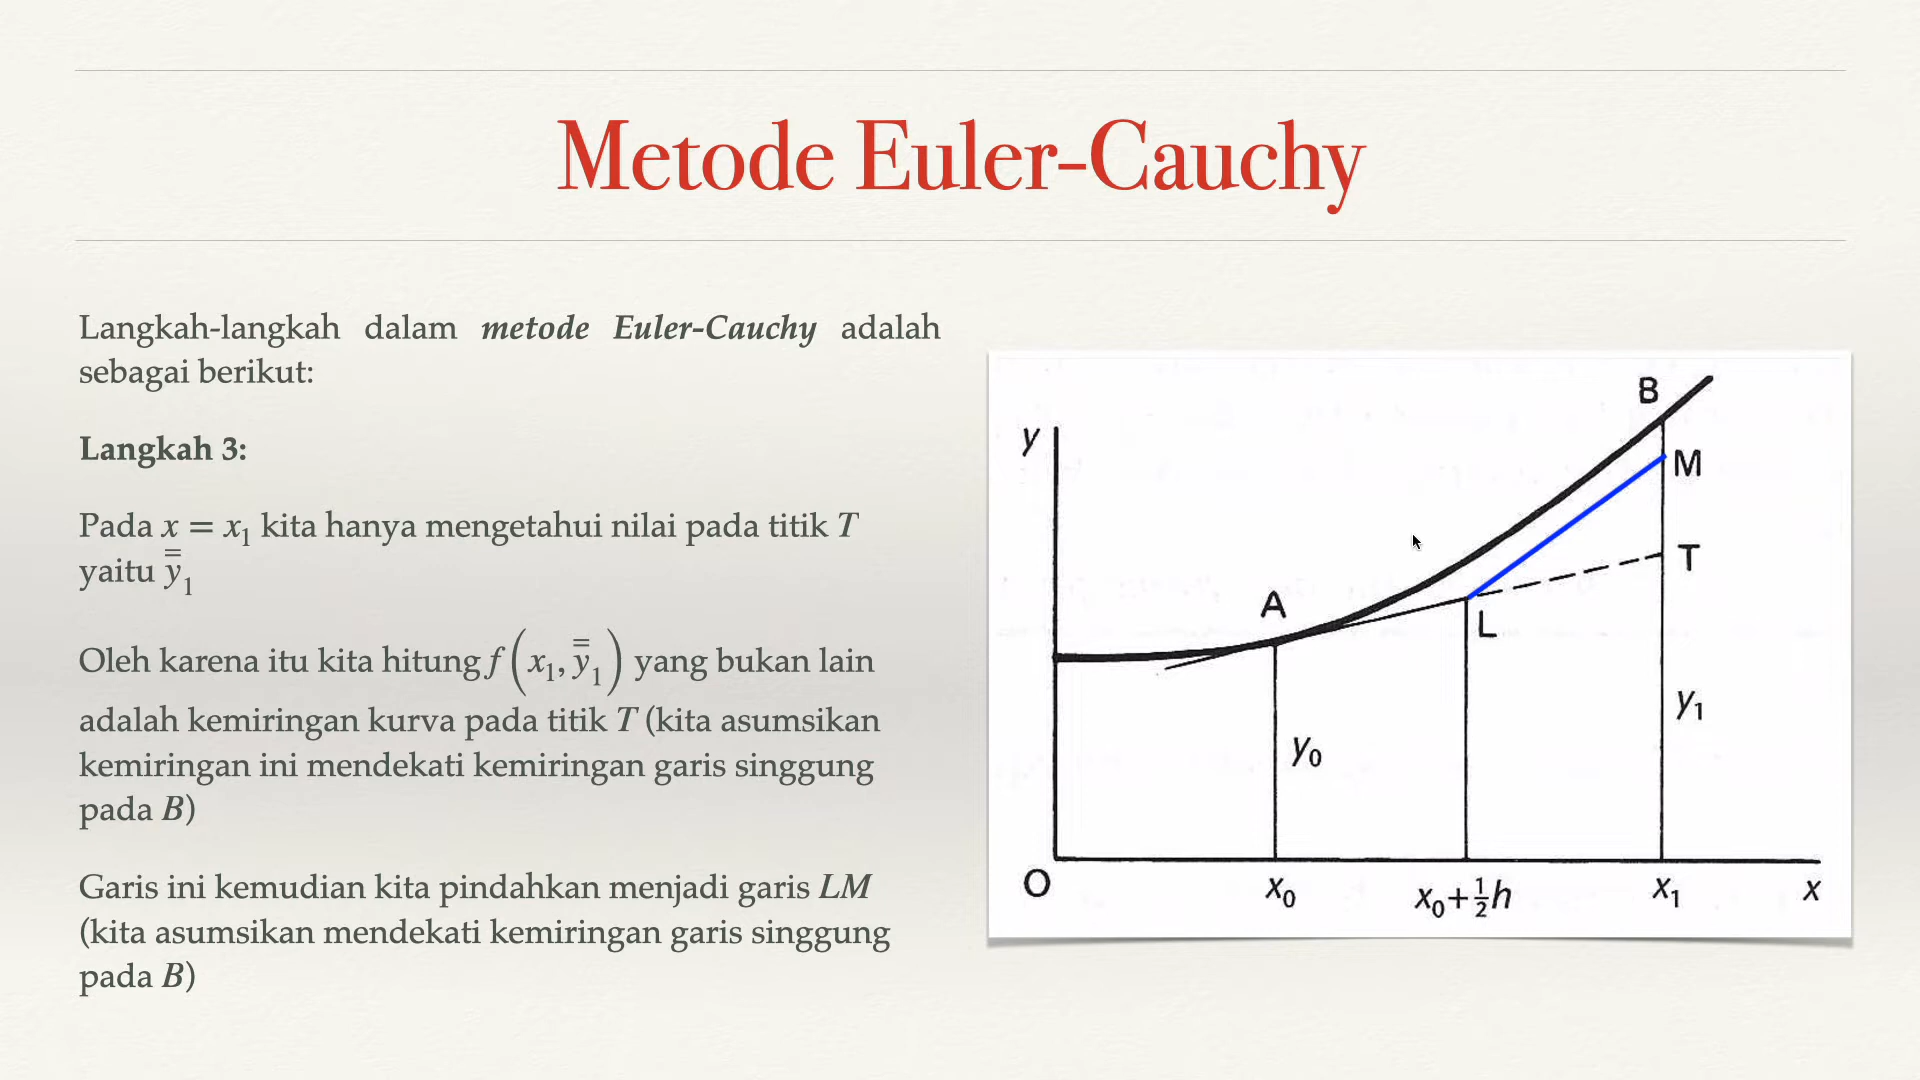 Metode Euler-Cauchy
Langkah-langkah dalam metode Euler-Cauchy adalah
sebagai berikut:
Langkah 3:
Pada x = x₁ kita hanya mengetahui nilai pada titik T
yaitu y̿₁
Oleh karena itu kita hitung f(x₁, y̿₁) yang bukan lain
adalah kemiringan kurva pada titik T (kita asumsikan
kemiringan ini mendekati kemiringan garis singgung
pada B)
Garis ini kemudian kita pindahkan menjadi garis LM
(kita asumsikan mendekati kemiringan garis singgung
pada B)
B
y
M
T
A
L
y₁
y₀
O
x₀
x₀+½h
x₁
x